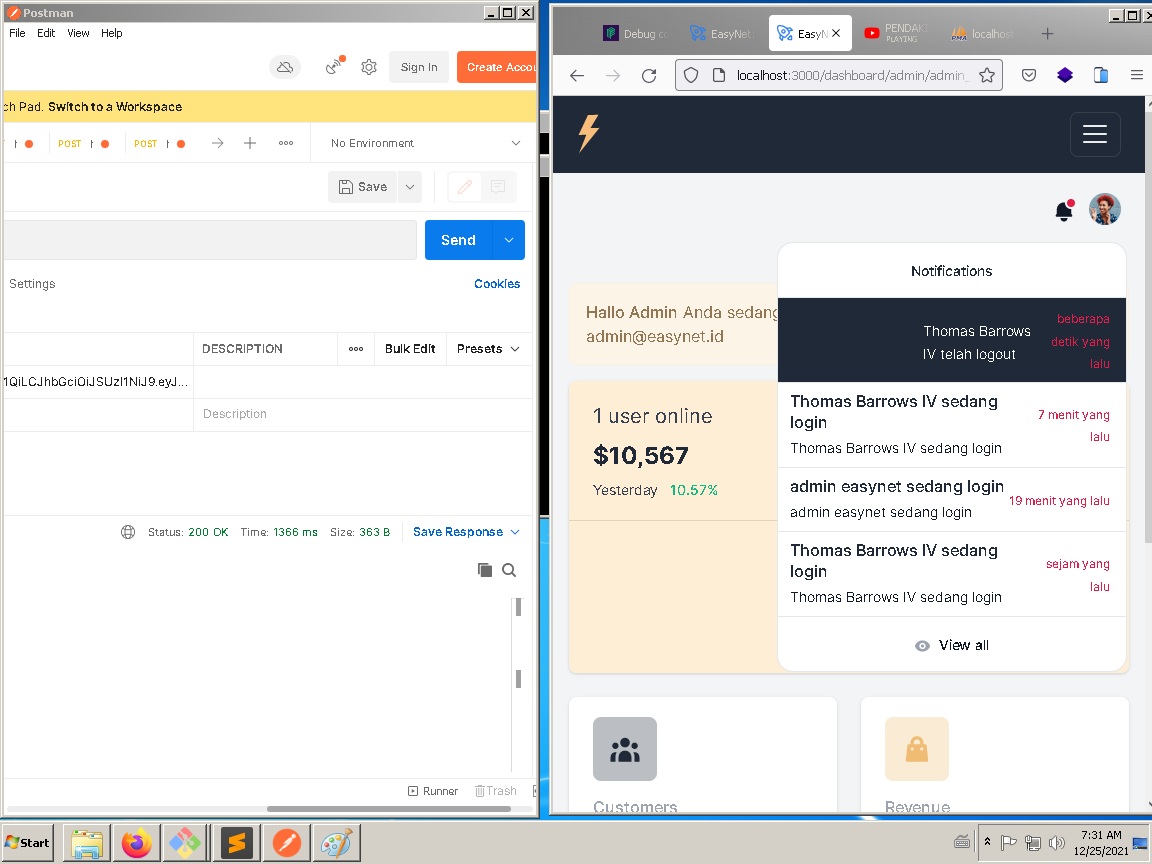 Postman
File Edit View Help
Sign In
Create Accou
ch Pad. Switch to a Workspace
POST
POST
No Environment
Save
Send
Settings
Cookies
DESCRIPTION
Bulk Edit
Presets
1QiLCJhbGciOiJSUzI1NiJ9.eyJ...
Description
Status: 200 OK Time: 1366 ms Size: 363 B
Save Response
Runner
Trash
Debug co
EasyNet
EasyN
PENDAK
PLAYING
localhost
localhost:3000/dashboard/admin/admin_
Hallo Admin Anda sedang
admin@easynet.id
1 user online
$10,567
Yesterday 10.57%
Notifications
Thomas Barrows
IV telah logout
beberapa
detik yang
lalu
Thomas Barrows IV sedang
login
Thomas Barrows IV sedang login
7 menit yang
lalu
admin easynet sedang login
admin easynet sedang login
19 menit yang lalu
Thomas Barrows IV sedang
login
Thomas Barrows IV sedang login
sejam yang
lalu
View all
Customers
Revenue
Start
7:31 AM
12/25/2021